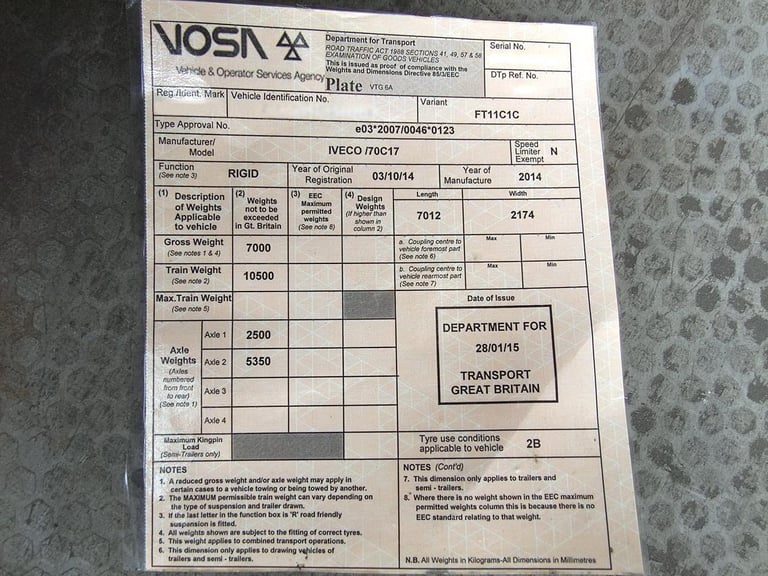 VOSA
Vehicle & Operator Services Agency
Department for Transport
ROAD TRAFFIC ACT 1988 SECTIONS 41, 49, 57 & 58
EXAMINATION OF GOODS VEHICLES
This is issued as proof of compliance with the
Weights and Dimensions Directive 85/3/EEC
Plate VTG 6A
Serial No.
DTp Ref. No.
Reg./Ident. Mark
Vehicle Identification No.
Variant
FT11C1C
Type Approval No.
e03*2007/0046*0123
Manufacturer/
Model
IVECO /70C17
Speed
Limiter
Exempt
N
Function
(See note 3)
RIGID
Year of Original
Registration
03/10/14
Year of
Manufacture
2014
(1) Description
of Weights
Applicable
to vehicle
(2) Weights
not to be
exceeded
in Gt. Britain
(3) EEC
Maximum
permitted
weights
(See note 8)
(4) Design
Weights
(If higher than
shown in
column 2)
Length
7012
Width
2174
Gross Weight
(See notes 1 & 4)
7000
a. Coupling centre to
vehicle foremost part
(See note 6)
Max
Min
Train Weight
(See note 2)
10500
b. Coupling centre to
vehicle rearmost part
(See note 7)
Max
Min
Max.Train Weight
(See note 5)
Date of Issue
DEPARTMENT FOR
28/01/15
TRANSPORT
GREAT BRITAIN
Axle
Weights
(Axles
numbered
from front
to rear)
(See note 1)
Axle 1
2500
Axle 2
5350
Axle 3
Axle 4
Maximum Kingpin
Load
(Semi-Trailers only)
Tyre use conditions
applicable to vehicle
2B
NOTES
1. A reduced gross weight and/or axle weight may apply in
certain cases to a vehicle towing or being towed by another.
2. The MAXIMUM permissible train weight can vary depending on
the type of suspension and trailer drawn.
3. If the last letter in the function box is 'R' road friendly
suspension is fitted.
4. All weights shown are subject to the fitting of correct tyres.
5. This weight applies to combined transport operations.
6. This dimension only applies to drawing vehicles of
trailers and semi - trailers.
NOTES (Cont'd)
7. This dimension only applies to trailers and
semi - trailers.
8. Where there is no weight shown in the EEC maximum
permitted weights column this is because there is no
EEC standard relating to that weight.
N.B. All Weights in Kilograms-All Dimensions in Millimetres